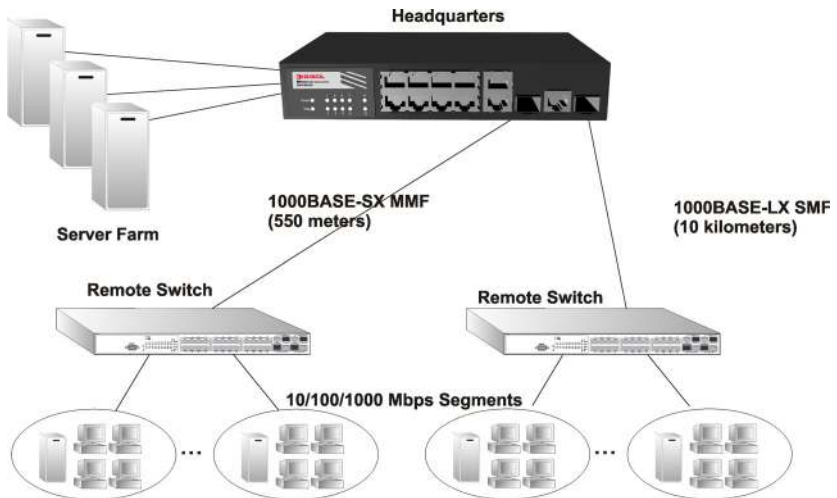 Headquarters
1000BASE-SX MMF
(550 meters)
1000BASE-LX SMF
(10 kilometers)
Server Farm
Remote Switch
Remote Switch
10/100/1000 Mbps Segments
...
...